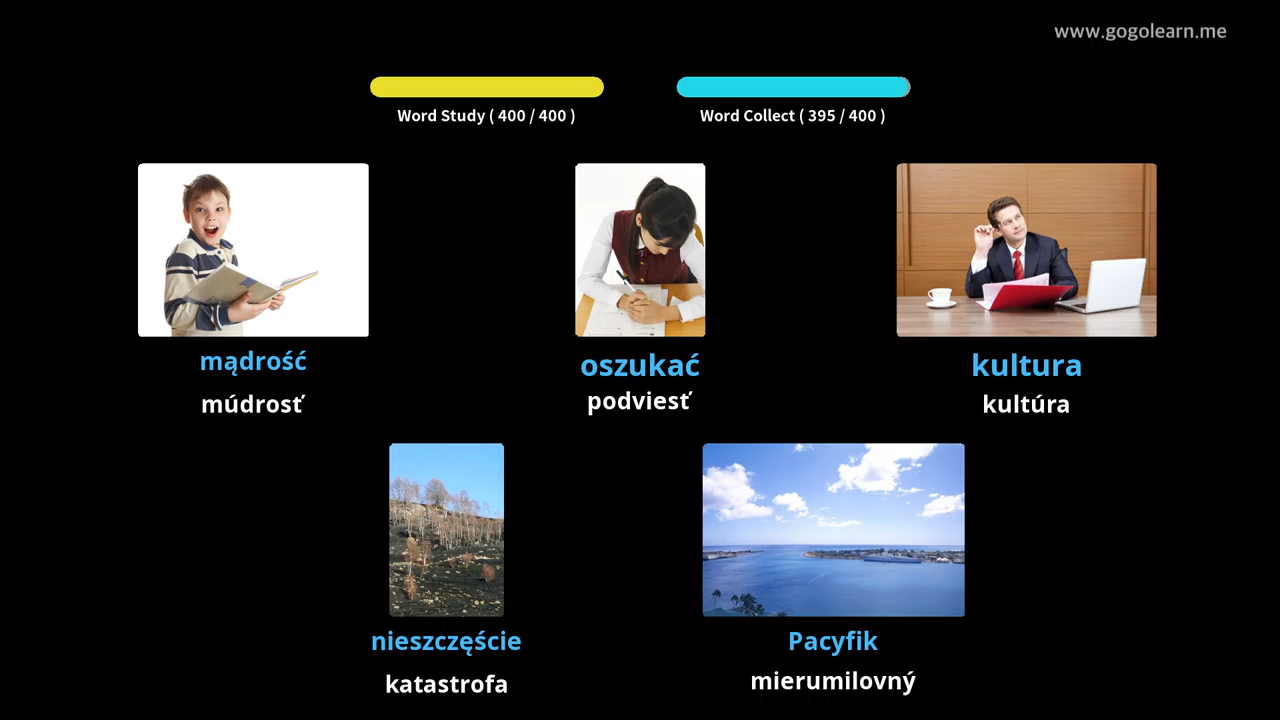 www.gogolearn.me
Word Study ( 400 / 400 )
Word Collect ( 395 / 400 )
mądrość
múdrosť
oszukać
podviesť
kultura
kultúra
nieszczęście
katastrofa
Pacyfik
mierumilovný